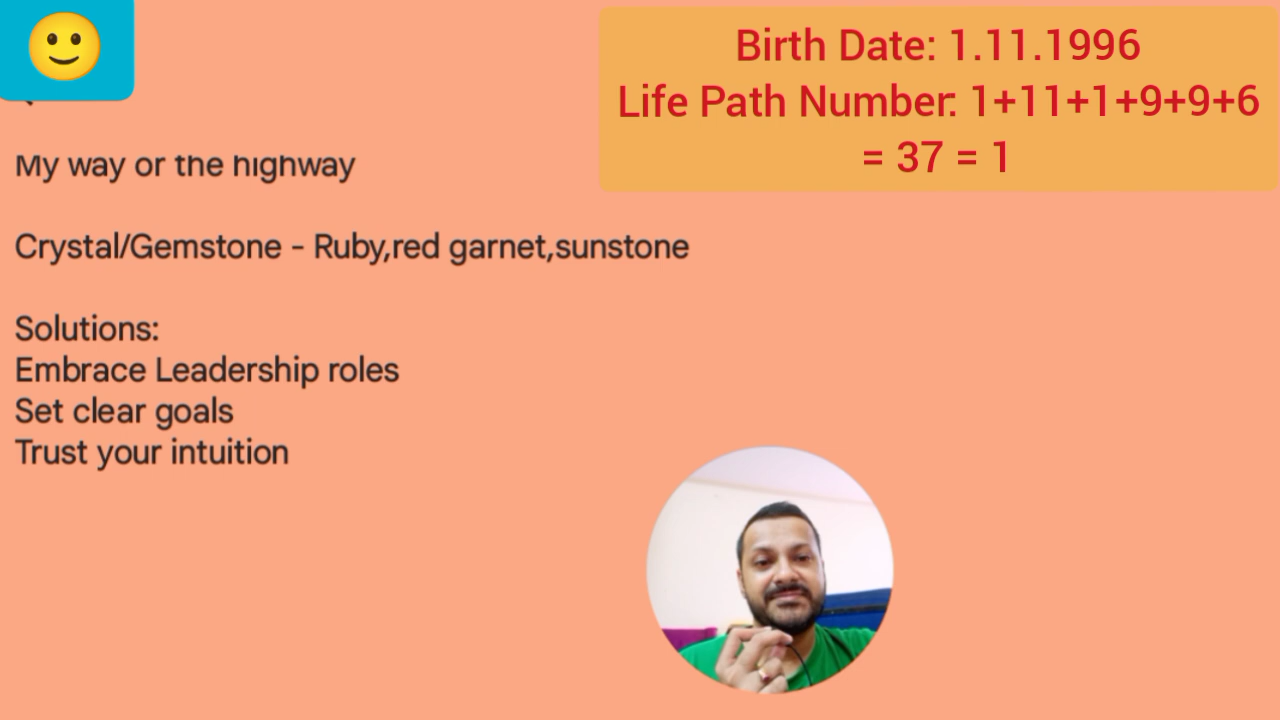 Birth Date: 1.11.1996
Life Path Number: 1+11+1+9+9+6
= 37 = 1
My way or the highway
Crystal/Gemstone - Ruby,red garnet,sunstone
Solutions:
Embrace Leadership roles
Set clear goals
Trust your intuition